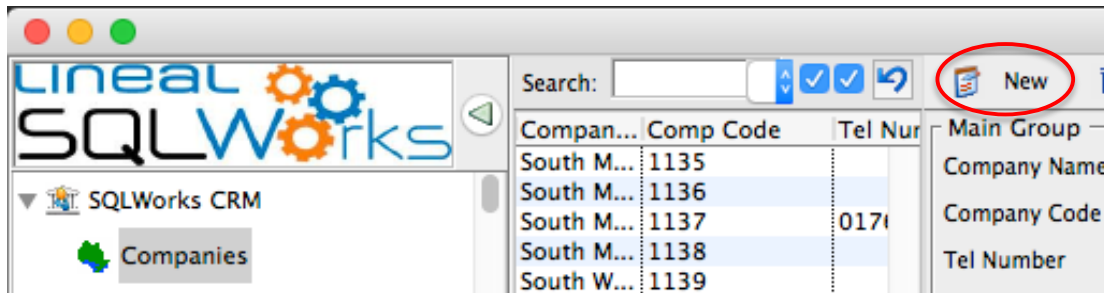 Lineal
SQLWorks
Search:
New
Compan... Comp Code Tel Nur
Main Group
South M... 1135
Company Name
South M... 1136
SQLWorks CRM
South M... 1137 0176
Company Code
South M... 1138
Companies
Tel Number
South W... 1139